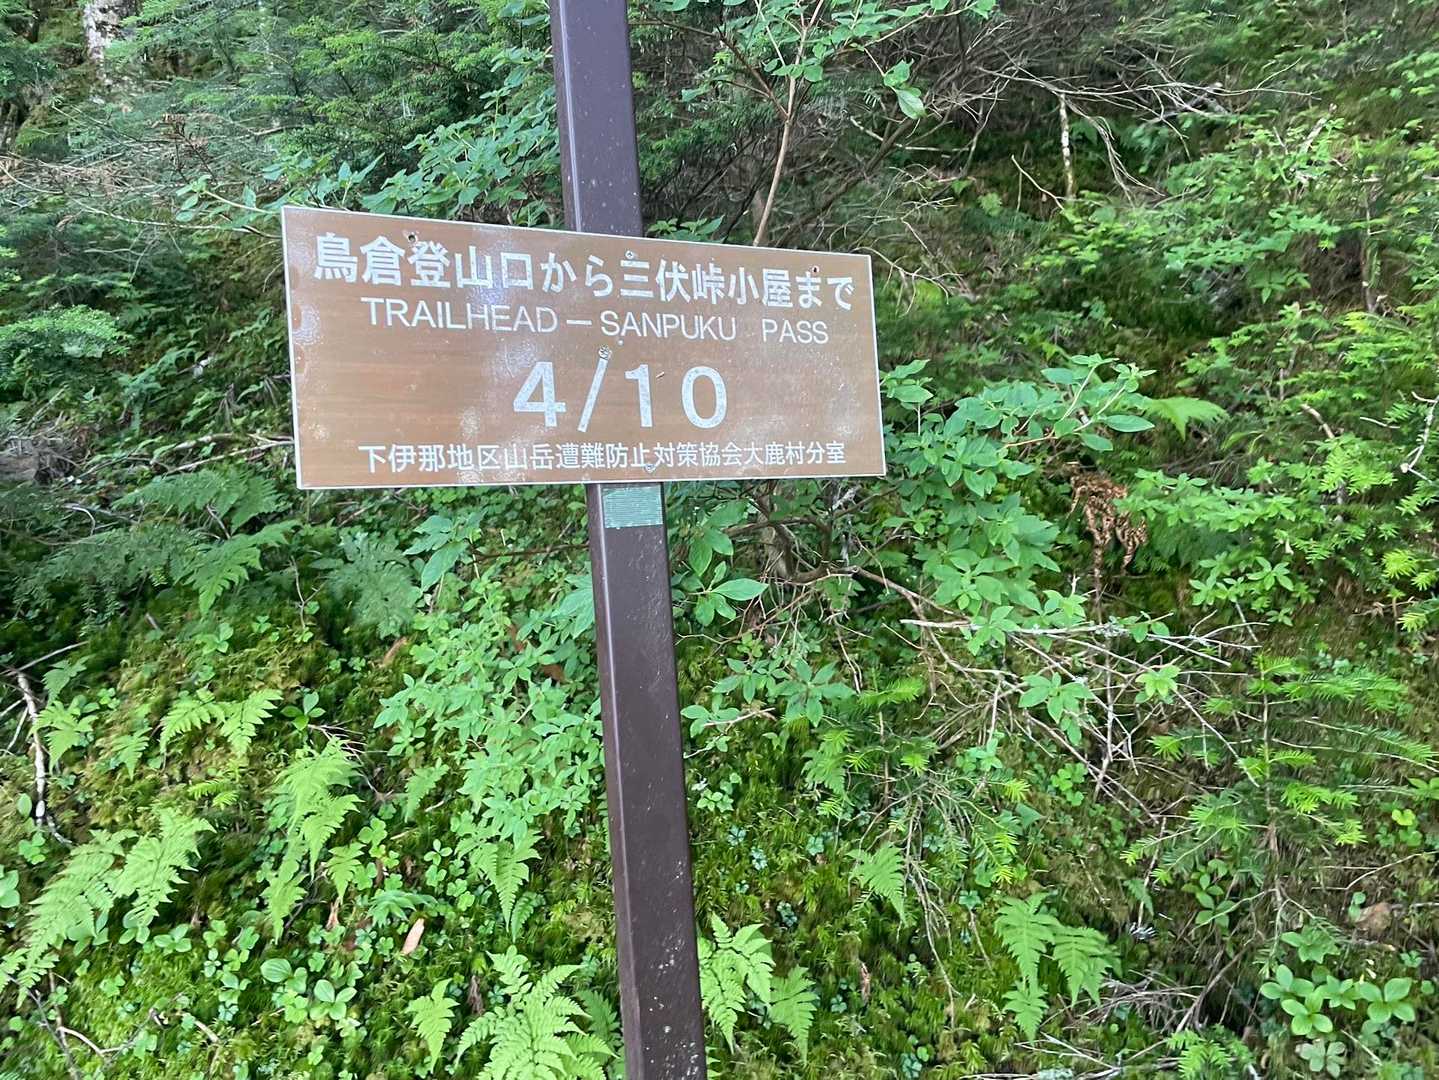 鳥倉登山口から三伏峠小屋まで
TRAILHEAD – SANPUKU PASS
4/10
下伊那地区山岳遭難防止対策協会大鹿村分室